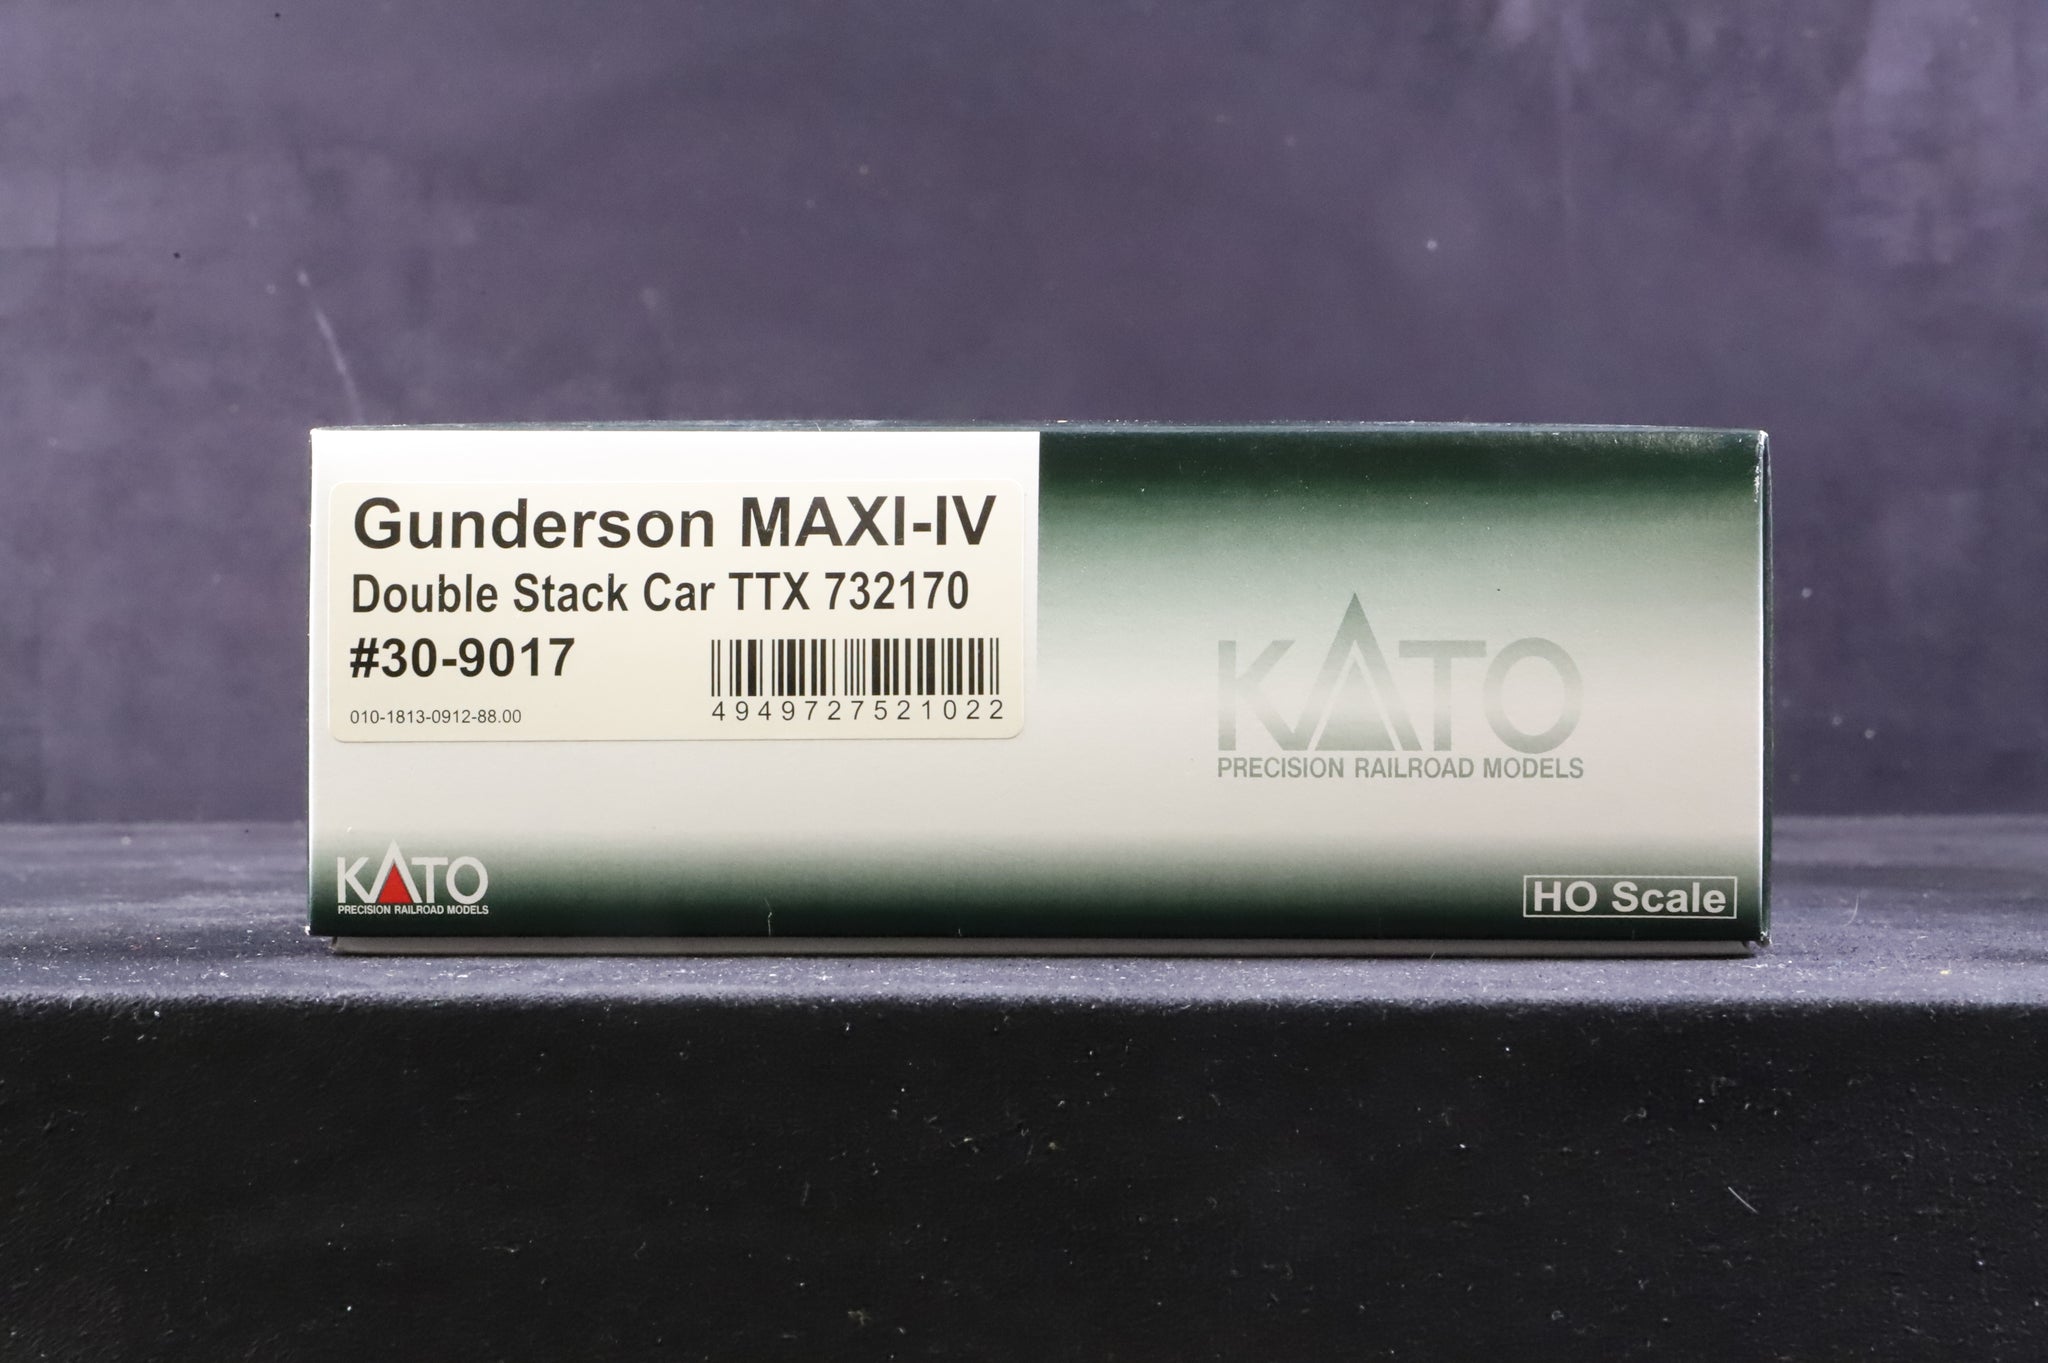 Gunderson MAXI-IV
Double Stack Car TTX 732170
#30-9017
010-1813-0912-88.00
4949727521022
KATO
PRECISION RAILROAD MODELS
KATO
PRECISION RAILROAD MODELS
HO Scale